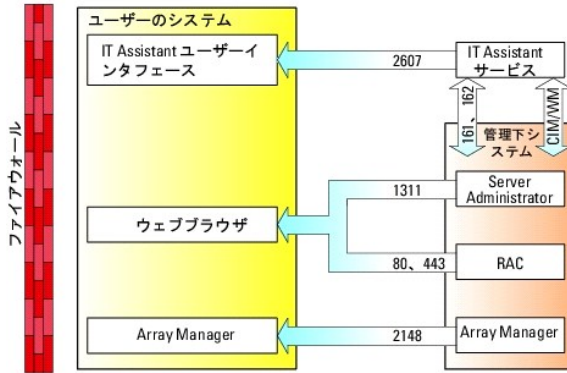 ファイアウォール
ユーザーのシステム
IT Assistant ユーザーイ
ンタフェース
2607
IT Assistant
サービス
161、162
CIM/WM
管理下シ
ステム
ウェブブラウザ
1311
Server
Administrator
80、443
RAC
Array Manager
2148
Array Manager